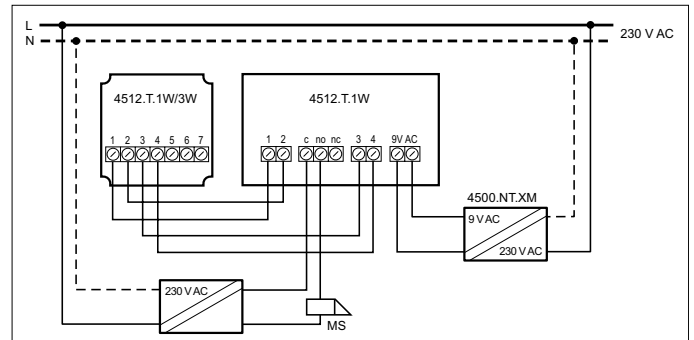 L
N
230 V AC
4512.T.1W/3W
4512.T.1W
1 2 3 4 5 6 7
1 2 c no nc 3 4 9V AC
4500.NT.XM
9 V AC
230 V AC
230 V AC
MS